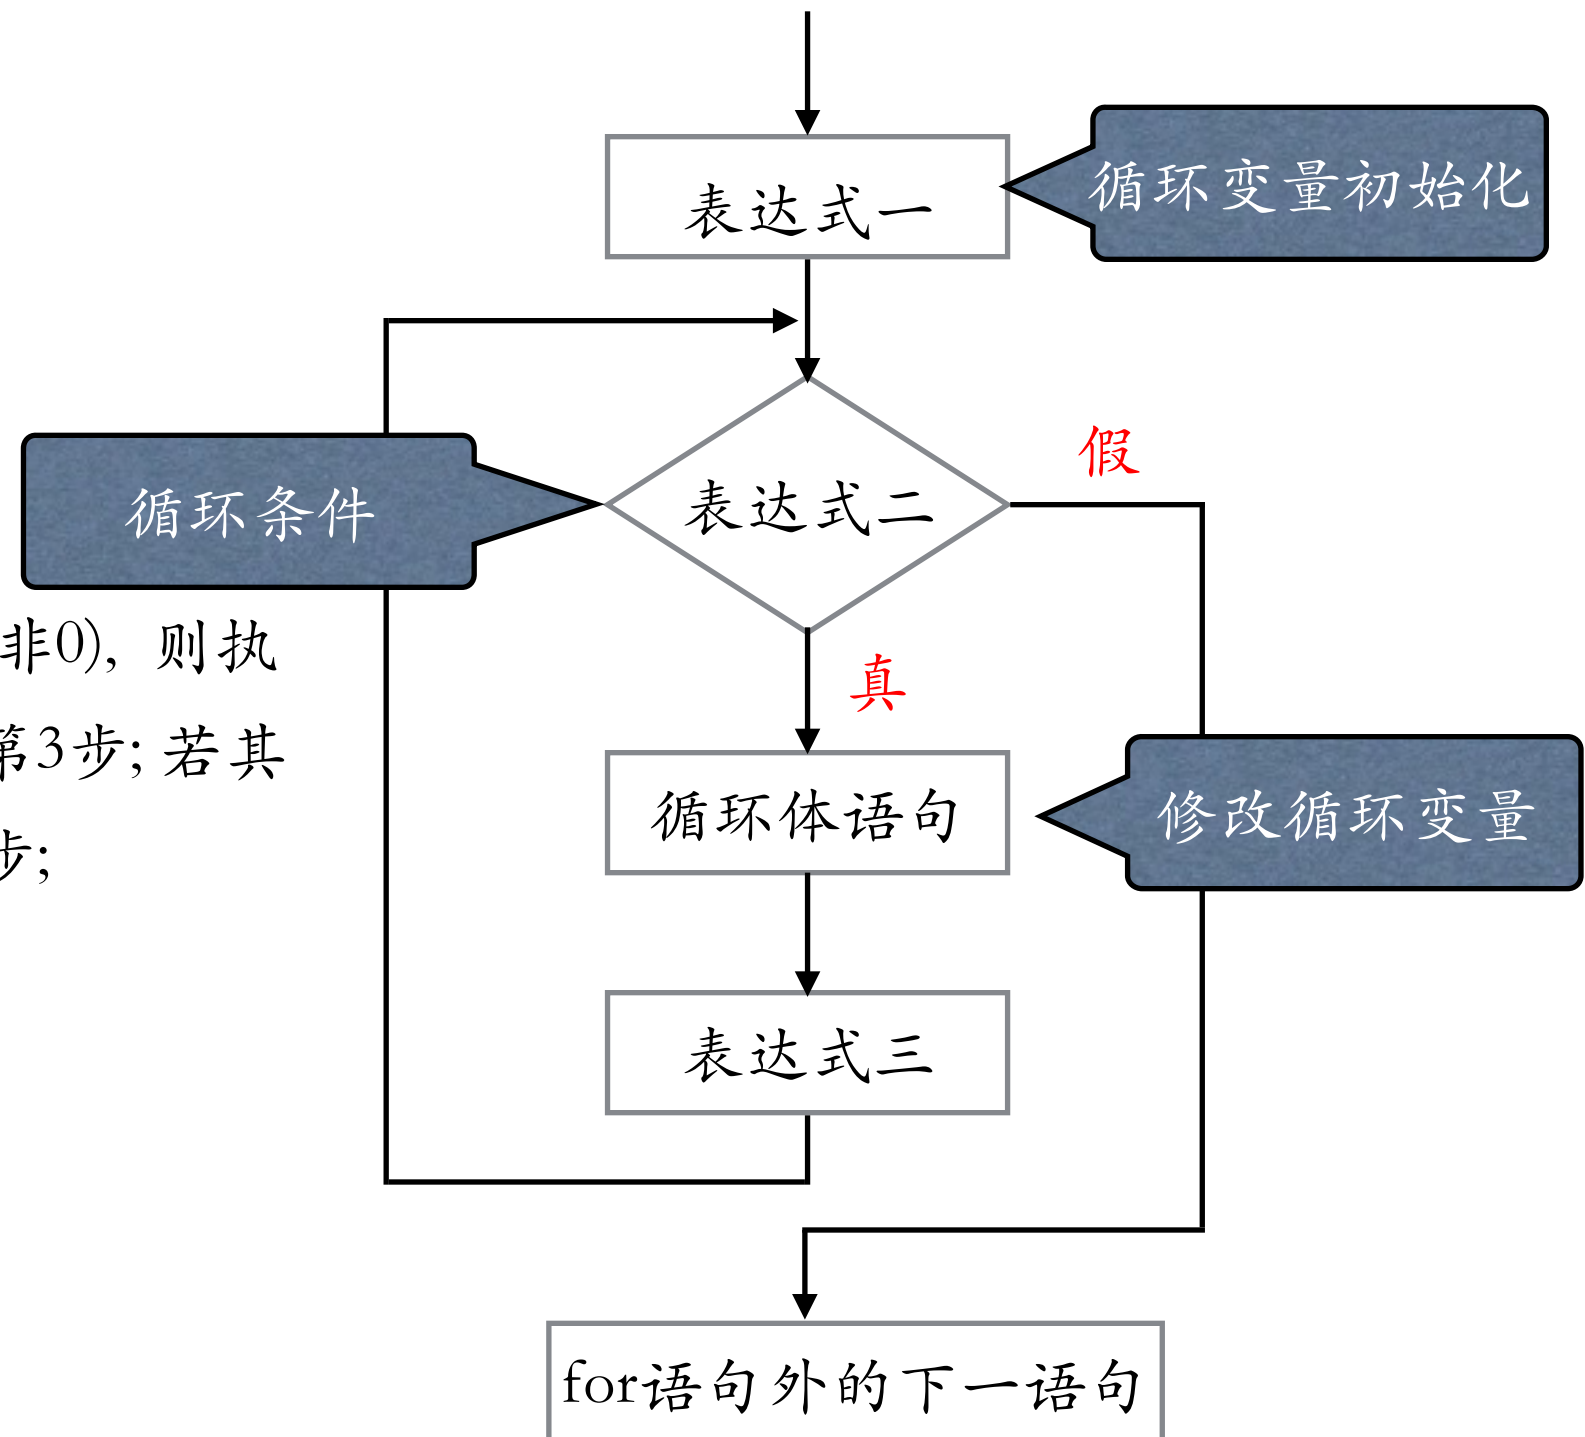 表达式一
循环变量初始化
假
循环条件
表达式二
非0)，则执
真
第3步; 若其
循环体语句
修改循环变量
步;
表达式三
for语句外的下一语句